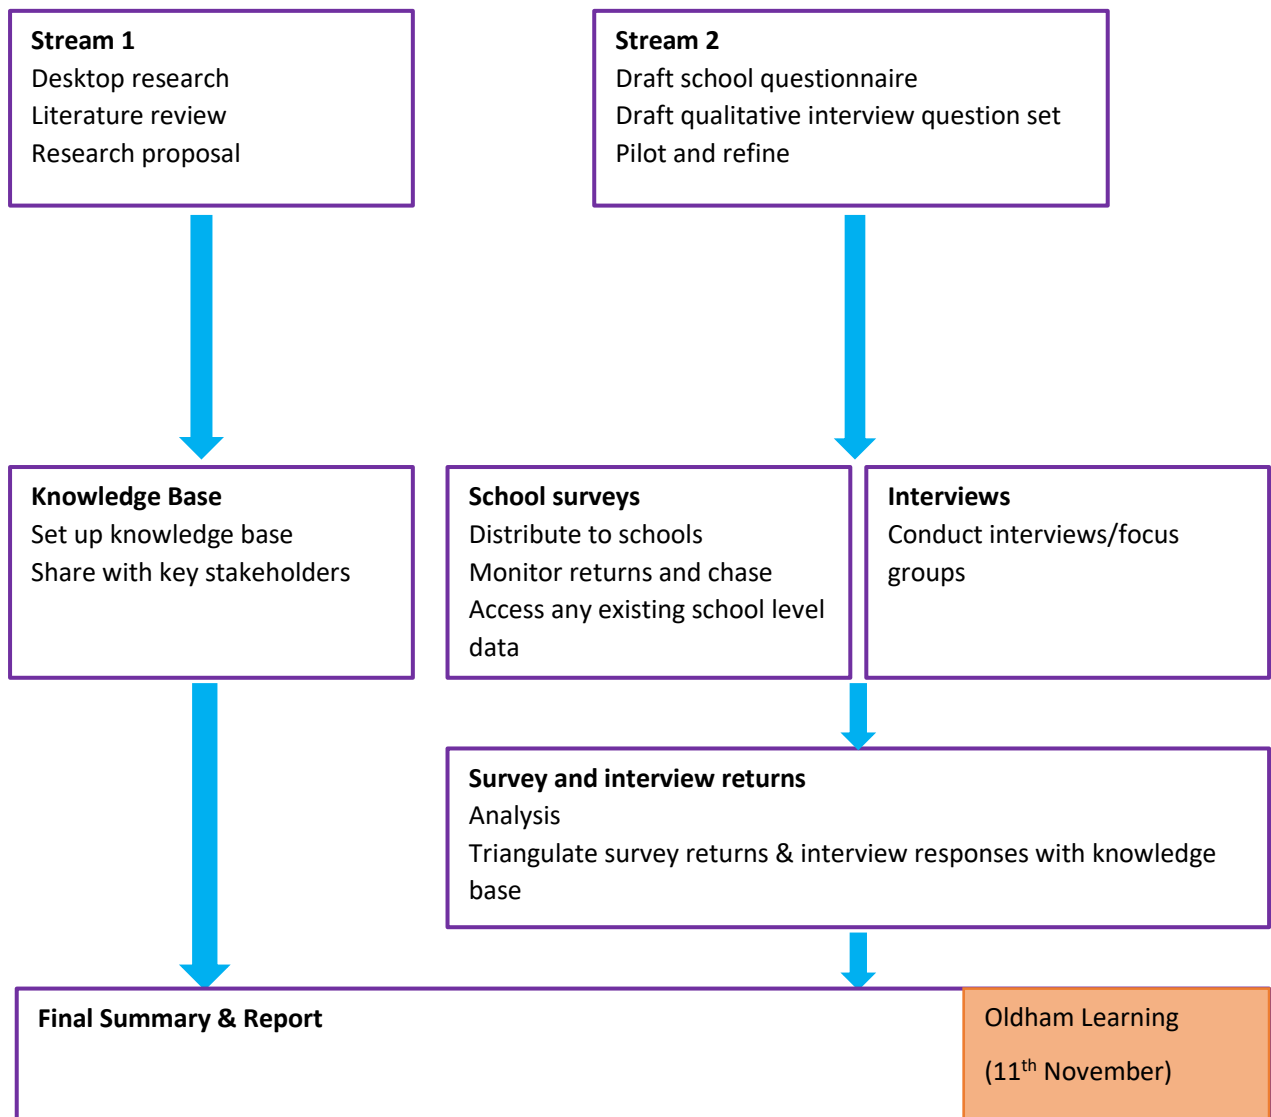 Stream 1
Desktop research
Literature review
Research proposal
Stream 2
Draft school questionnaire
Draft qualitative interview question set
Pilot and refine
Knowledge Base
Set up knowledge base
Share with key stakeholders
School surveys
Distribute to schools
Monitor returns and chase
Access any existing school level
data
Interviews
Conduct interviews/focus
groups
Survey and interview returns
Analysis
Triangulate survey returns & interview responses with knowledge
base
Final Summary & Report
Oldham Learning
(11th November)